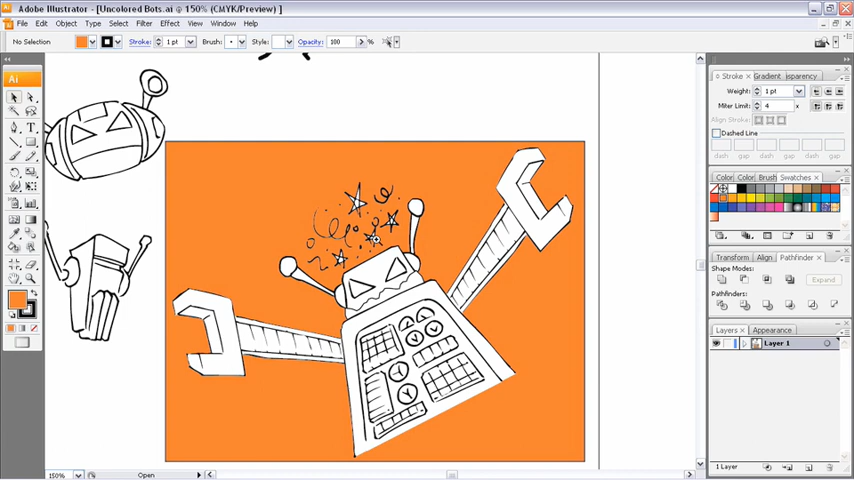 Adobe Illustrator - [Uncolored Bots.ai @ 150% (CMYK/Preview) ]
File Edit Object Type Select Filter Effect View Window Help
No Selection Stroke: 1 pt Brush: Style: Opacity: 100 %
Ai
Stroke Gradient sparency
Weight: 1 pt
Miter Limit: 4 x
Align Stroke:
Dashed Line
dash gap dash gap dash gap
Color Color Brush Swatches
Transform Align Pathfinder
Shape Modes:
Expand
Pathfinders:
Layers Appearance
Layer 1
1 Layer
150% Open